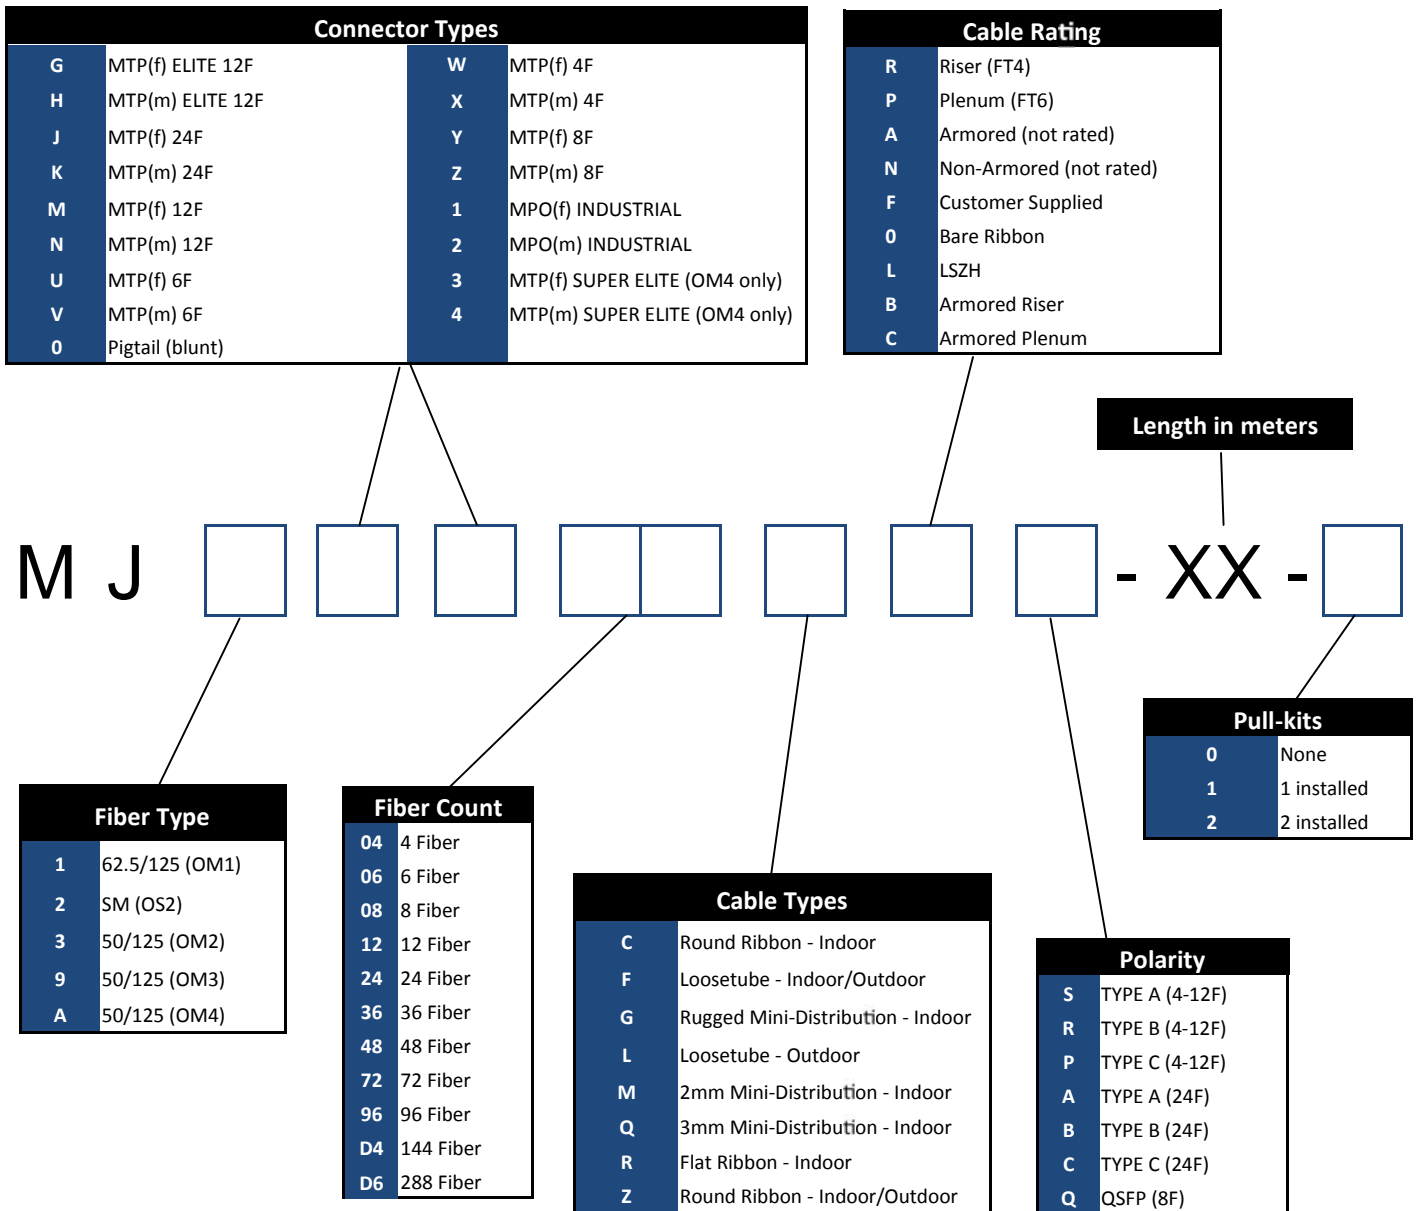 Connector Types
G MTP(f) ELITE 12F
H MTP(m) ELITE 12F
J MTP(f) 24F
K MTP(m) 24F
M MTP(f) 12F
N MTP(m) 12F
U MTP(f) 6F
V MTP(m) 6F
0 Pigtail (blunt)
W MTP(f) 4F
X MTP(m) 4F
Y MTP(f) 8F
Z MTP(m) 8F
1 MPO(f) INDUSTRIAL
2 MPO(m) INDUSTRIAL
3 MTP(f) SUPER ELITE (OM4 only)
4 MTP(m) SUPER ELITE (OM4 only)
Cable Rating
R Riser (FT4)
P Plenum (FT6)
A Armored (not rated)
N Non-Armored (not rated)
F Customer Supplied
0 Bare Ribbon
L LSZH
B Armored Riser
C Armored Plenum
Length in meters
M J - XX -
Pull-kits
0 None
1 1 installed
2 2 installed
Fiber Type
1 62.5/125 (OM1)
2 SM (OS2)
3 50/125 (OM2)
9 50/125 (OM3)
A 50/125 (OM4)
Fiber Count
04 4 Fiber
06 6 Fiber
08 8 Fiber
12 12 Fiber
24 24 Fiber
36 36 Fiber
48 48 Fiber
72 72 Fiber
96 96 Fiber
D4 144 Fiber
D6 288 Fiber
Cable Types
C Round Ribbon - Indoor
F Loosetube - Indoor/Outdoor
G Rugged Mini-Distribution - Indoor
L Loosetube - Outdoor
M 2mm Mini-Distribution - Indoor
Q 3mm Mini-Distribution - Indoor
R Flat Ribbon - Indoor
Z Round Ribbon - Indoor/Outdoor
Polarity
S TYPE A (4-12F)
R TYPE B (4-12F)
P TYPE C (4-12F)
A TYPE A (24F)
B TYPE B (24F)
C TYPE C (24F)
Q QSFP (8F)